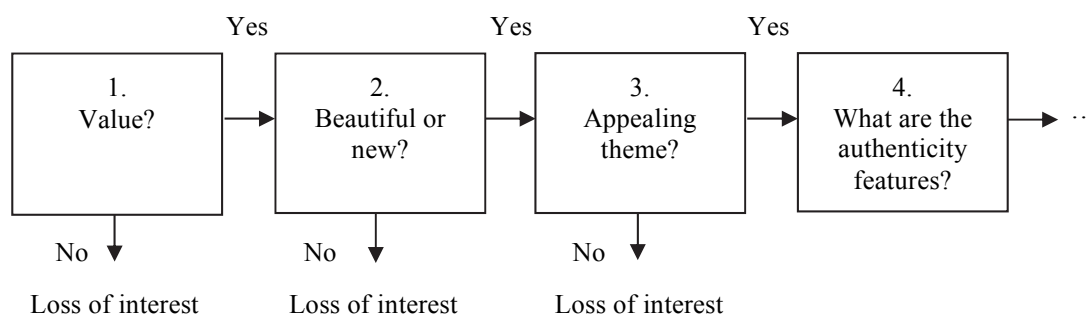 Yes Yes Yes
1.
Value?
2.
Beautiful or
new?
3.
Appealing
theme?
4.
What are the
authenticity
features?
..
No No No
Loss of interest Loss of interest Loss of interest